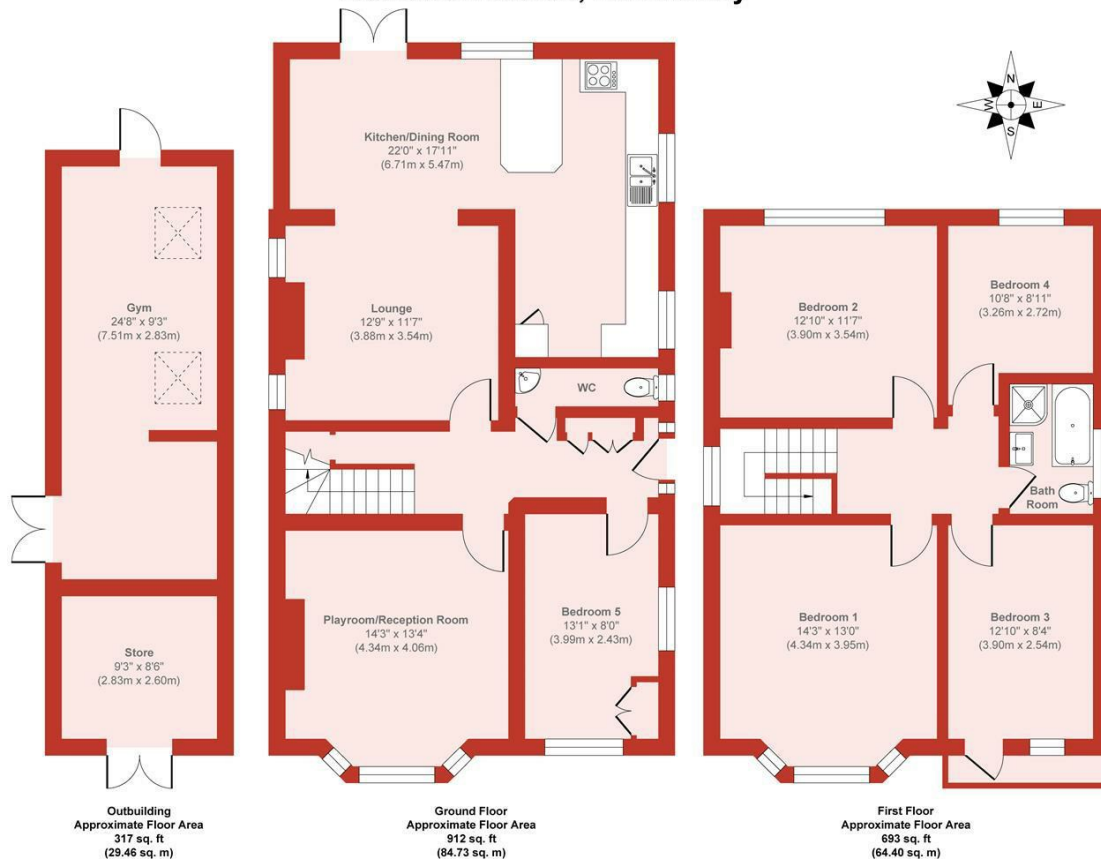 N
W
E
S
Kitchen/Dining Room
22'0" x 17'11"
(6.71m x 5.47m)
Gym
24'8" x 9'3"
(7.51m x 2.83m)
Lounge
12'9" x 11'7"
(3.88m x 3.54m)
WC
Bedroom 2
12'10" x 11'7"
(3.90m x 3.54m)
Bedroom 4
10'8" x 8'11"
(3.26m x 2.72m)
Bath
Room
Playroom/Reception Room
14'3" x 13'4"
(4.34m x 4.06m)
Bedroom 5
13'1" x 8'0"
(3.99m x 2.43m)
Bedroom 1
14'3" x 13'0"
(4.34m x 3.95m)
Bedroom 3
12'10" x 8'4"
(3.90m x 2.54m)
Store
9'3" x 8'6"
(2.83m x 2.60m)
Outbuilding
Approximate Floor Area
317 sq. ft
(29.46 sq. m)
Ground Floor
Approximate Floor Area
912 sq. ft
(84.73 sq. m)
First Floor
Approximate Floor Area
693 sq. ft
(64.40 sq. m)